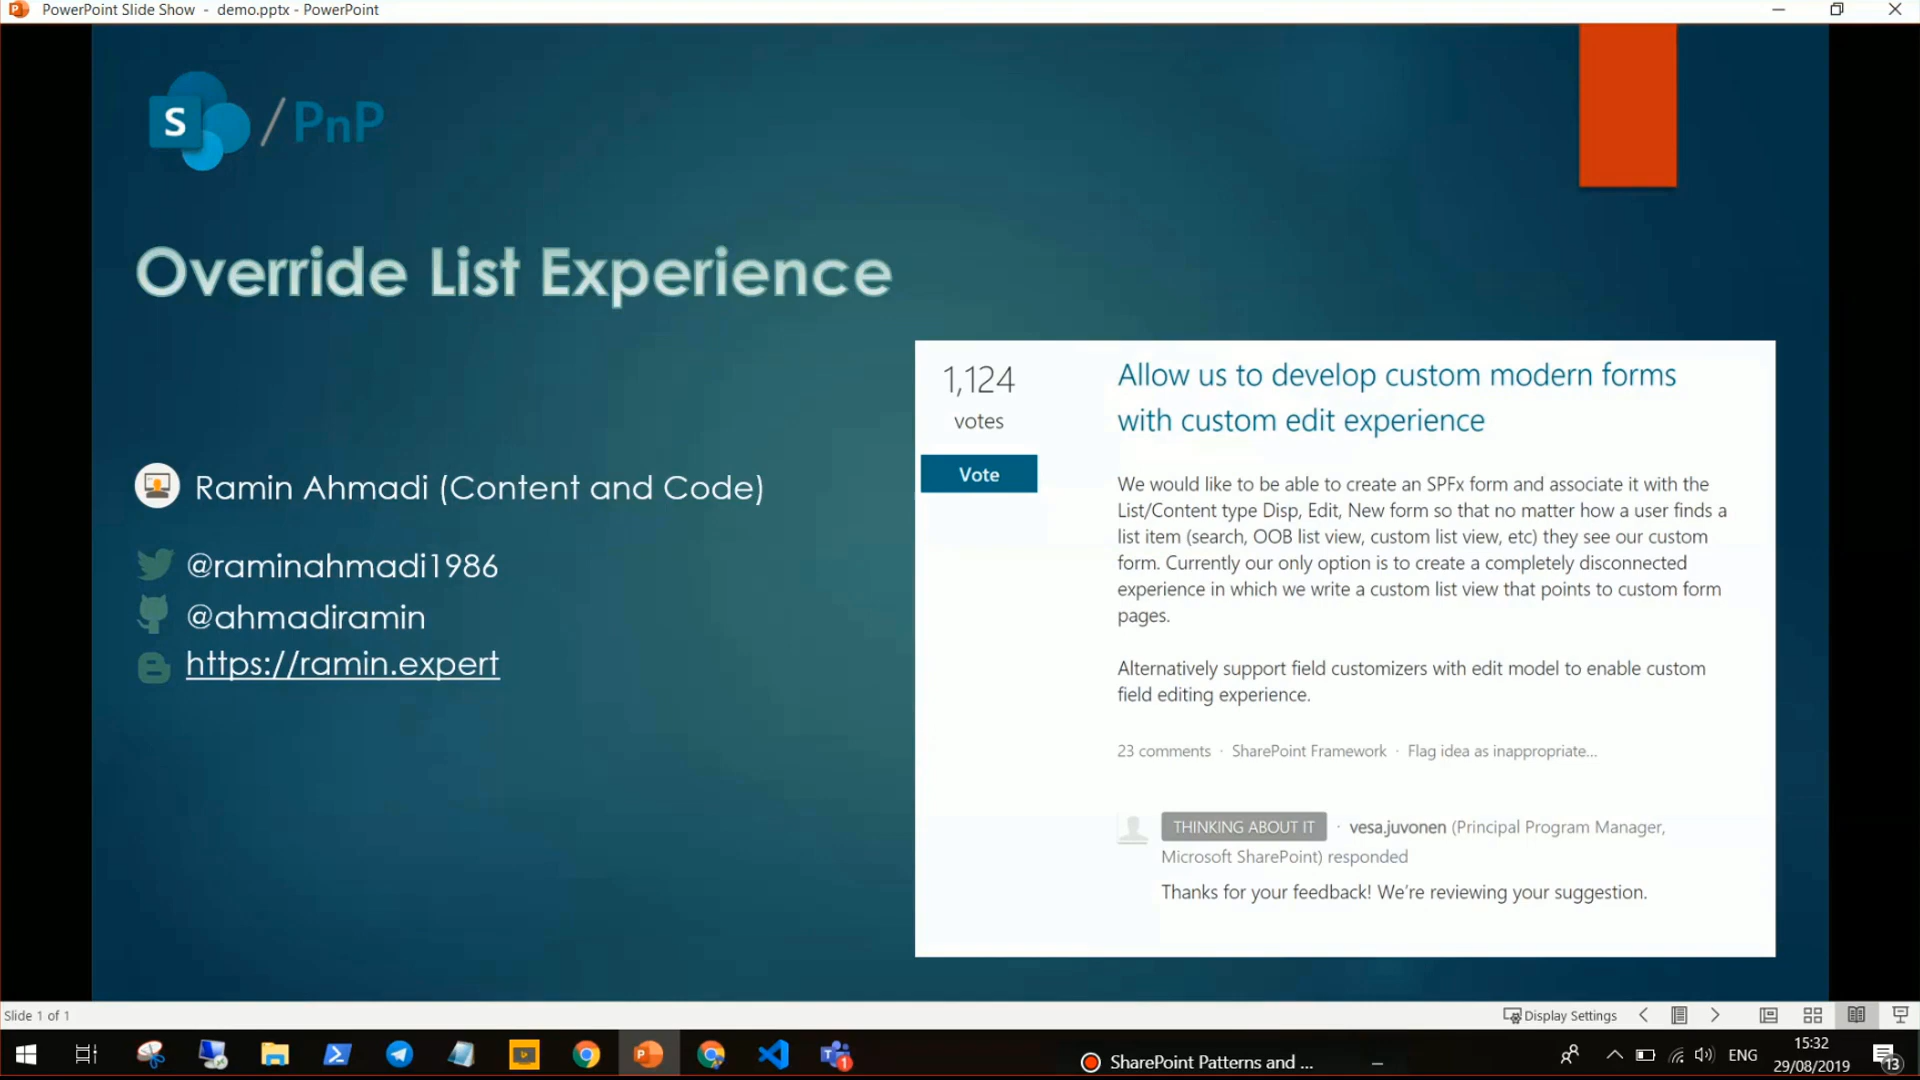 PowerPoint Slide Show - demo.pptx - PowerPoint
S / PnP
Override List Experience
Ramin Ahmadi (Content and Code)
@raminahmadi1986
@ahmadiramin
https://ramin.expert
1,124
votes
Vote
Allow us to develop custom modern forms
with custom edit experience
We would like to be able to create an SPFx form and associate it with the
List/Content type Disp, Edit, New form so that no matter how a user finds a
list item (search, OOB list view, custom list view, etc) they see our custom
form. Currently our only option is to create a completely disconnected
experience in which we write a custom list view that points to custom form
pages.
Alternatively support field customizers with edit model to enable custom
field editing experience.
23 comments · SharePoint Framework · Flag idea as inappropriate...
THINKING ABOUT IT · vesa.juvonen (Principal Program Manager,
Microsoft SharePoint) responded
Thanks for your feedback! We're reviewing your suggestion.
Slide 1 of 1
Display Settings
SharePoint Patterns and ...
ENG
15:32
29/08/2019
1
13